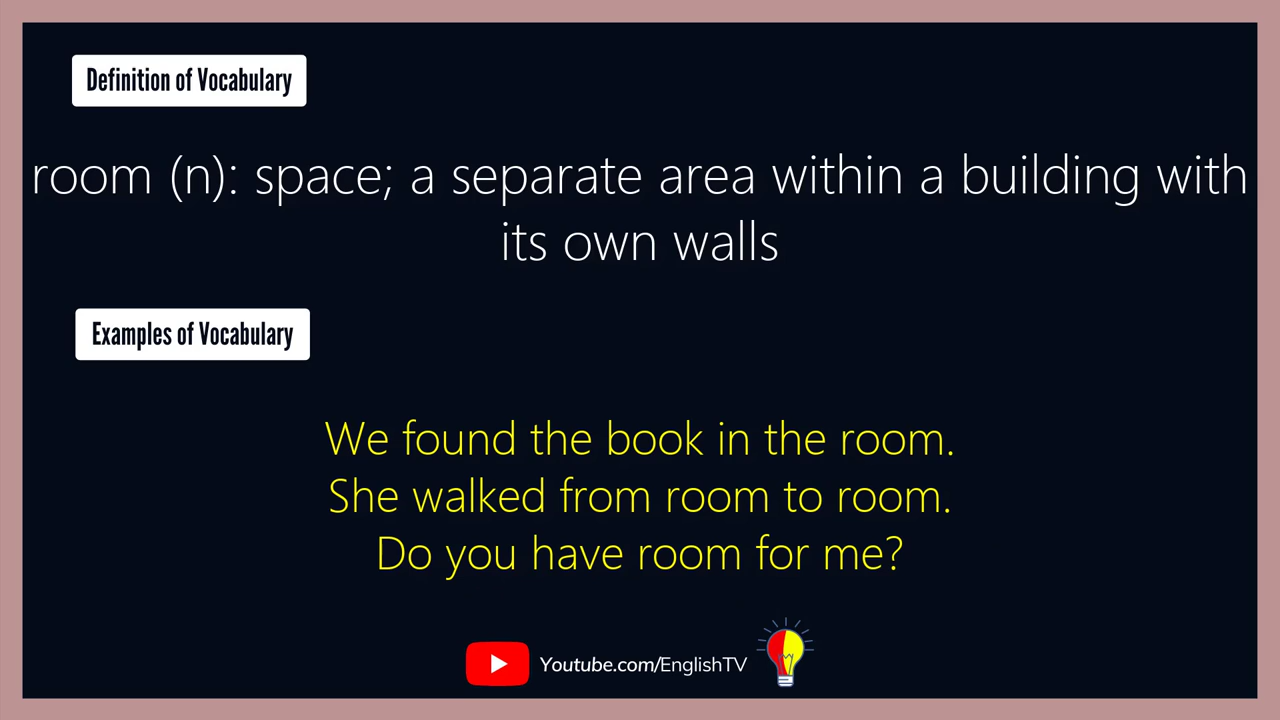 Definition of Vocabulary
room (n): space; a separate area within a building with
its own walls
Examples of Vocabulary
We found the book in the room.
She walked from room to room.
Do you have room for me?
Youtube.com/EnglishTV